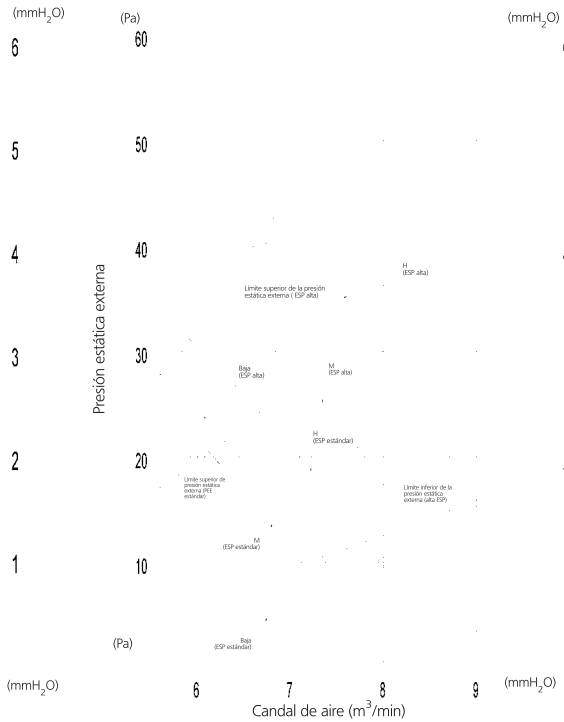 (mmH2O)
(Pa)
(mmH2O)
6
60
5
50
4
40
H
(ESP alta)
Límite superior de la presión
estática externa ( ESP alta)
Presión estática externa
3
30
Baja
(ESP alta)
M
(ESP alta)
H
(ESP estándar)
2
20
Límite superior de
presión estática
externa (PEE
estándar)
Límite inferior de la
presión estática
externa (alta ESP)
M
(ESP estándar)
1
10
Baja
(ESP estándar)
(Pa)
(mmH2O)
6
7
8
9
(mmH2O)
Candal de aire (m3/min)